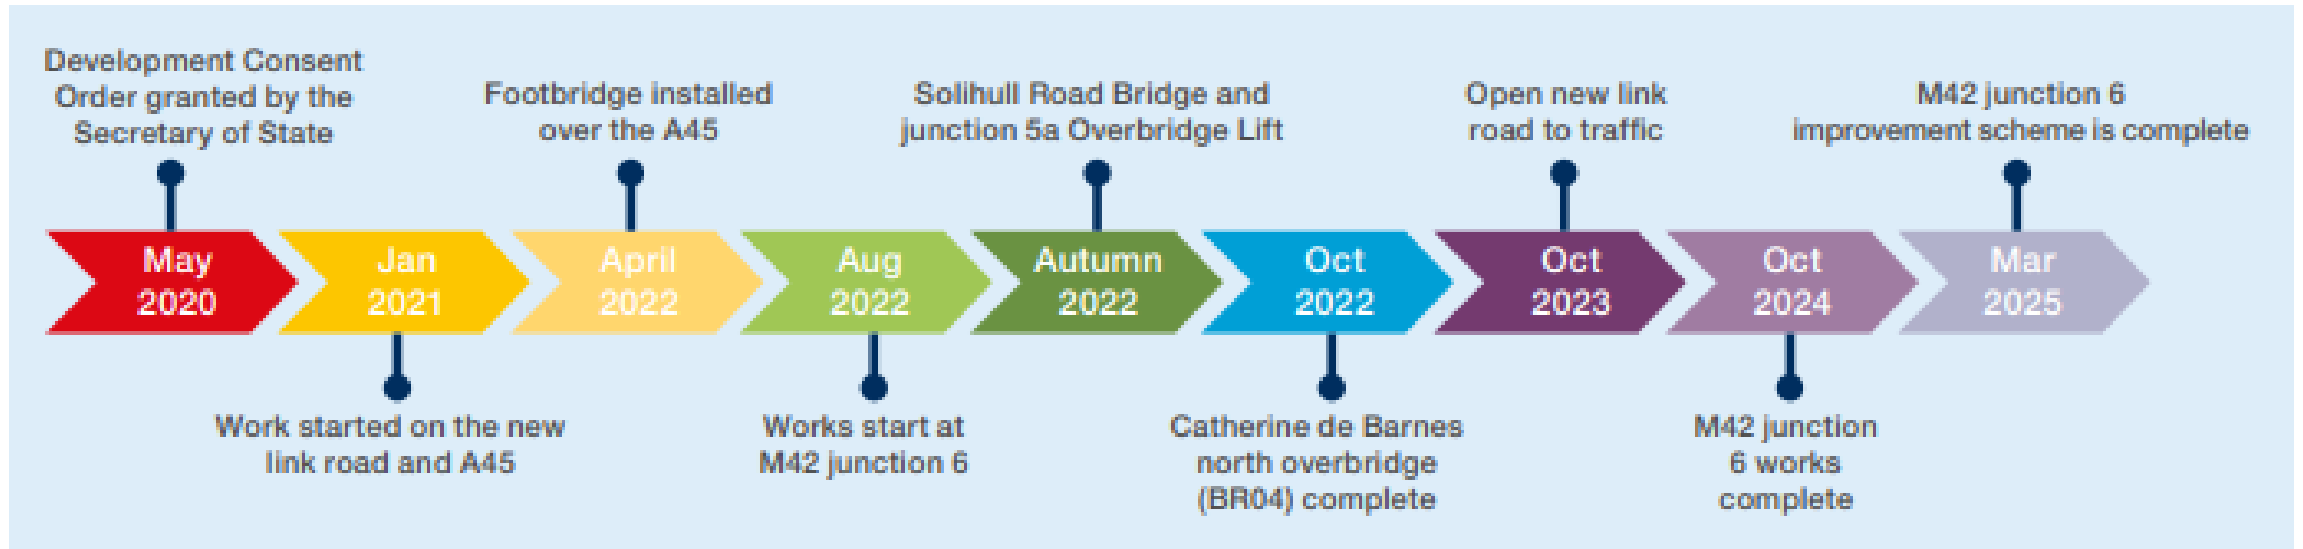 Development Consent
Order granted by the
Secretary of State
Footbridge installed
over the A45
Solihull Road Bridge and
junction 5a Overbridge Lift
Open new link
road to traffic
M42 junction 6
improvement scheme is complete
May
2020
Jan
2021
April
2022
Aug
2022
Autumn
2022
Oct
2022
Oct
2023
Oct
2024
Mar
2025
Work started on the new
link road and A45
Works start at
M42 junction 6
Catherine de Barnes
north overbridge
(BR04) complete
M42 junction
6 works
complete